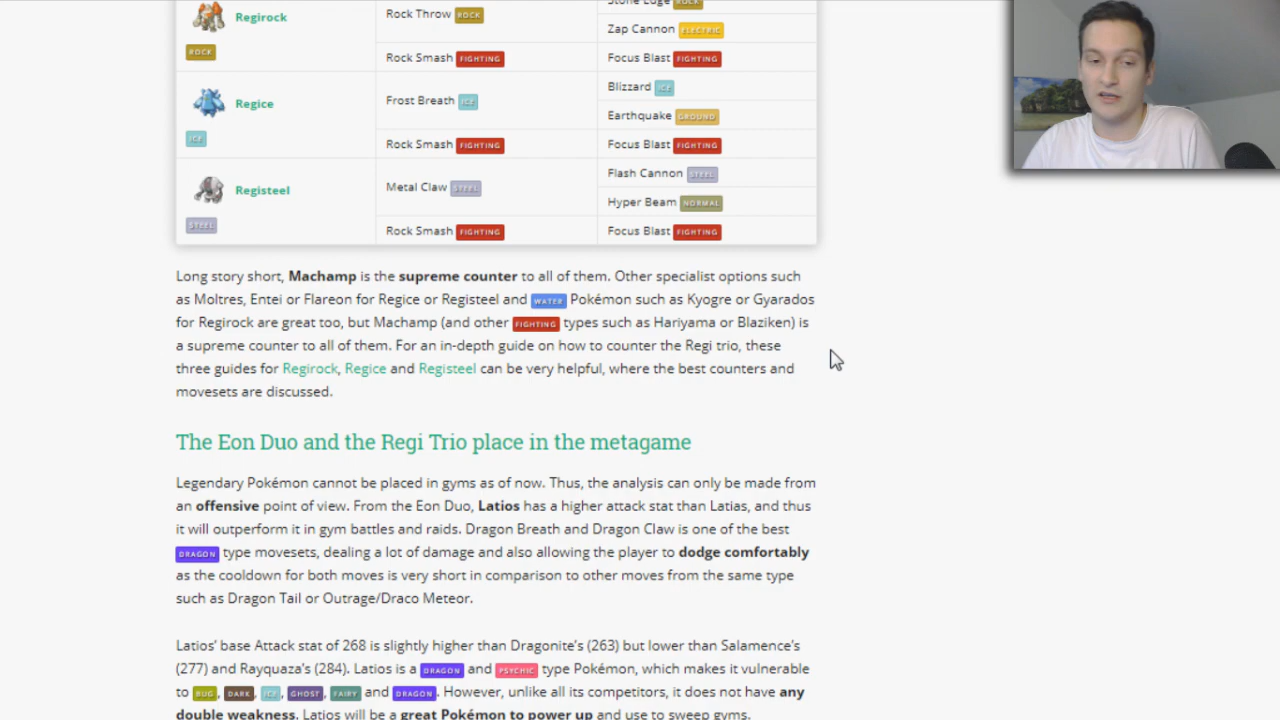 Stone Edge ROCK
Regirock Rock Throw ROCK
Zap Cannon ELECTRIC
ROCK
Rock Smash FIGHTING Focus Blast FIGHTING
Blizzard ICE
Regice Frost Breath ICE
Earthquake GROUND
ICE
Rock Smash FIGHTING Focus Blast FIGHTING
Flash Cannon STEEL
Registeel Metal Claw STEEL
Hyper Beam NORMAL
STEEL
Rock Smash FIGHTING Focus Blast FIGHTING
Long story short, Machamp is the supreme counter to all of them. Other specialist options such
as Moltres, Entei or Flareon for Regice or Registeel and WATER Pokémon such as Kyogre or Gyarados
for Regirock are great too, but Machamp (and other FIGHTING types such as Hariyama or Blaziken) is
a supreme counter to all of them. For an in-depth guide on how to counter the Regi trio, these
three guides for Regirock, Regice and Registeel can be very helpful, where the best counters and
movesets are discussed.
The Eon Duo and the Regi Trio place in the metagame
Legendary Pokémon cannot be placed in gyms as of now. Thus, the analysis can only be made from
an offensive point of view. From the Eon Duo, Latios has a higher attack stat than Latias, and thus
it will outperform it in gym battles and raids. Dragon Breath and Dragon Claw is one of the best
DRAGON type movesets, dealing a lot of damage and also allowing the player to dodge comfortably
as the cooldown for both moves is very short in comparison to other moves from the same type
such as Dragon Tail or Outrage/Draco Meteor.
Latios' base Attack stat of 268 is slightly higher than Dragonite's (263) but lower than Salamence's
(277) and Rayquaza's (284). Latios is a DRAGON and PSYCHIC type Pokémon, which makes it vulnerable
to BUG, DARK, ICE, GHOST, FAIRY and DRAGON. However, unlike all its competitors, it does not have any
double weakness. Latios will be a great Pokémon to power up and use to sweep gyms.